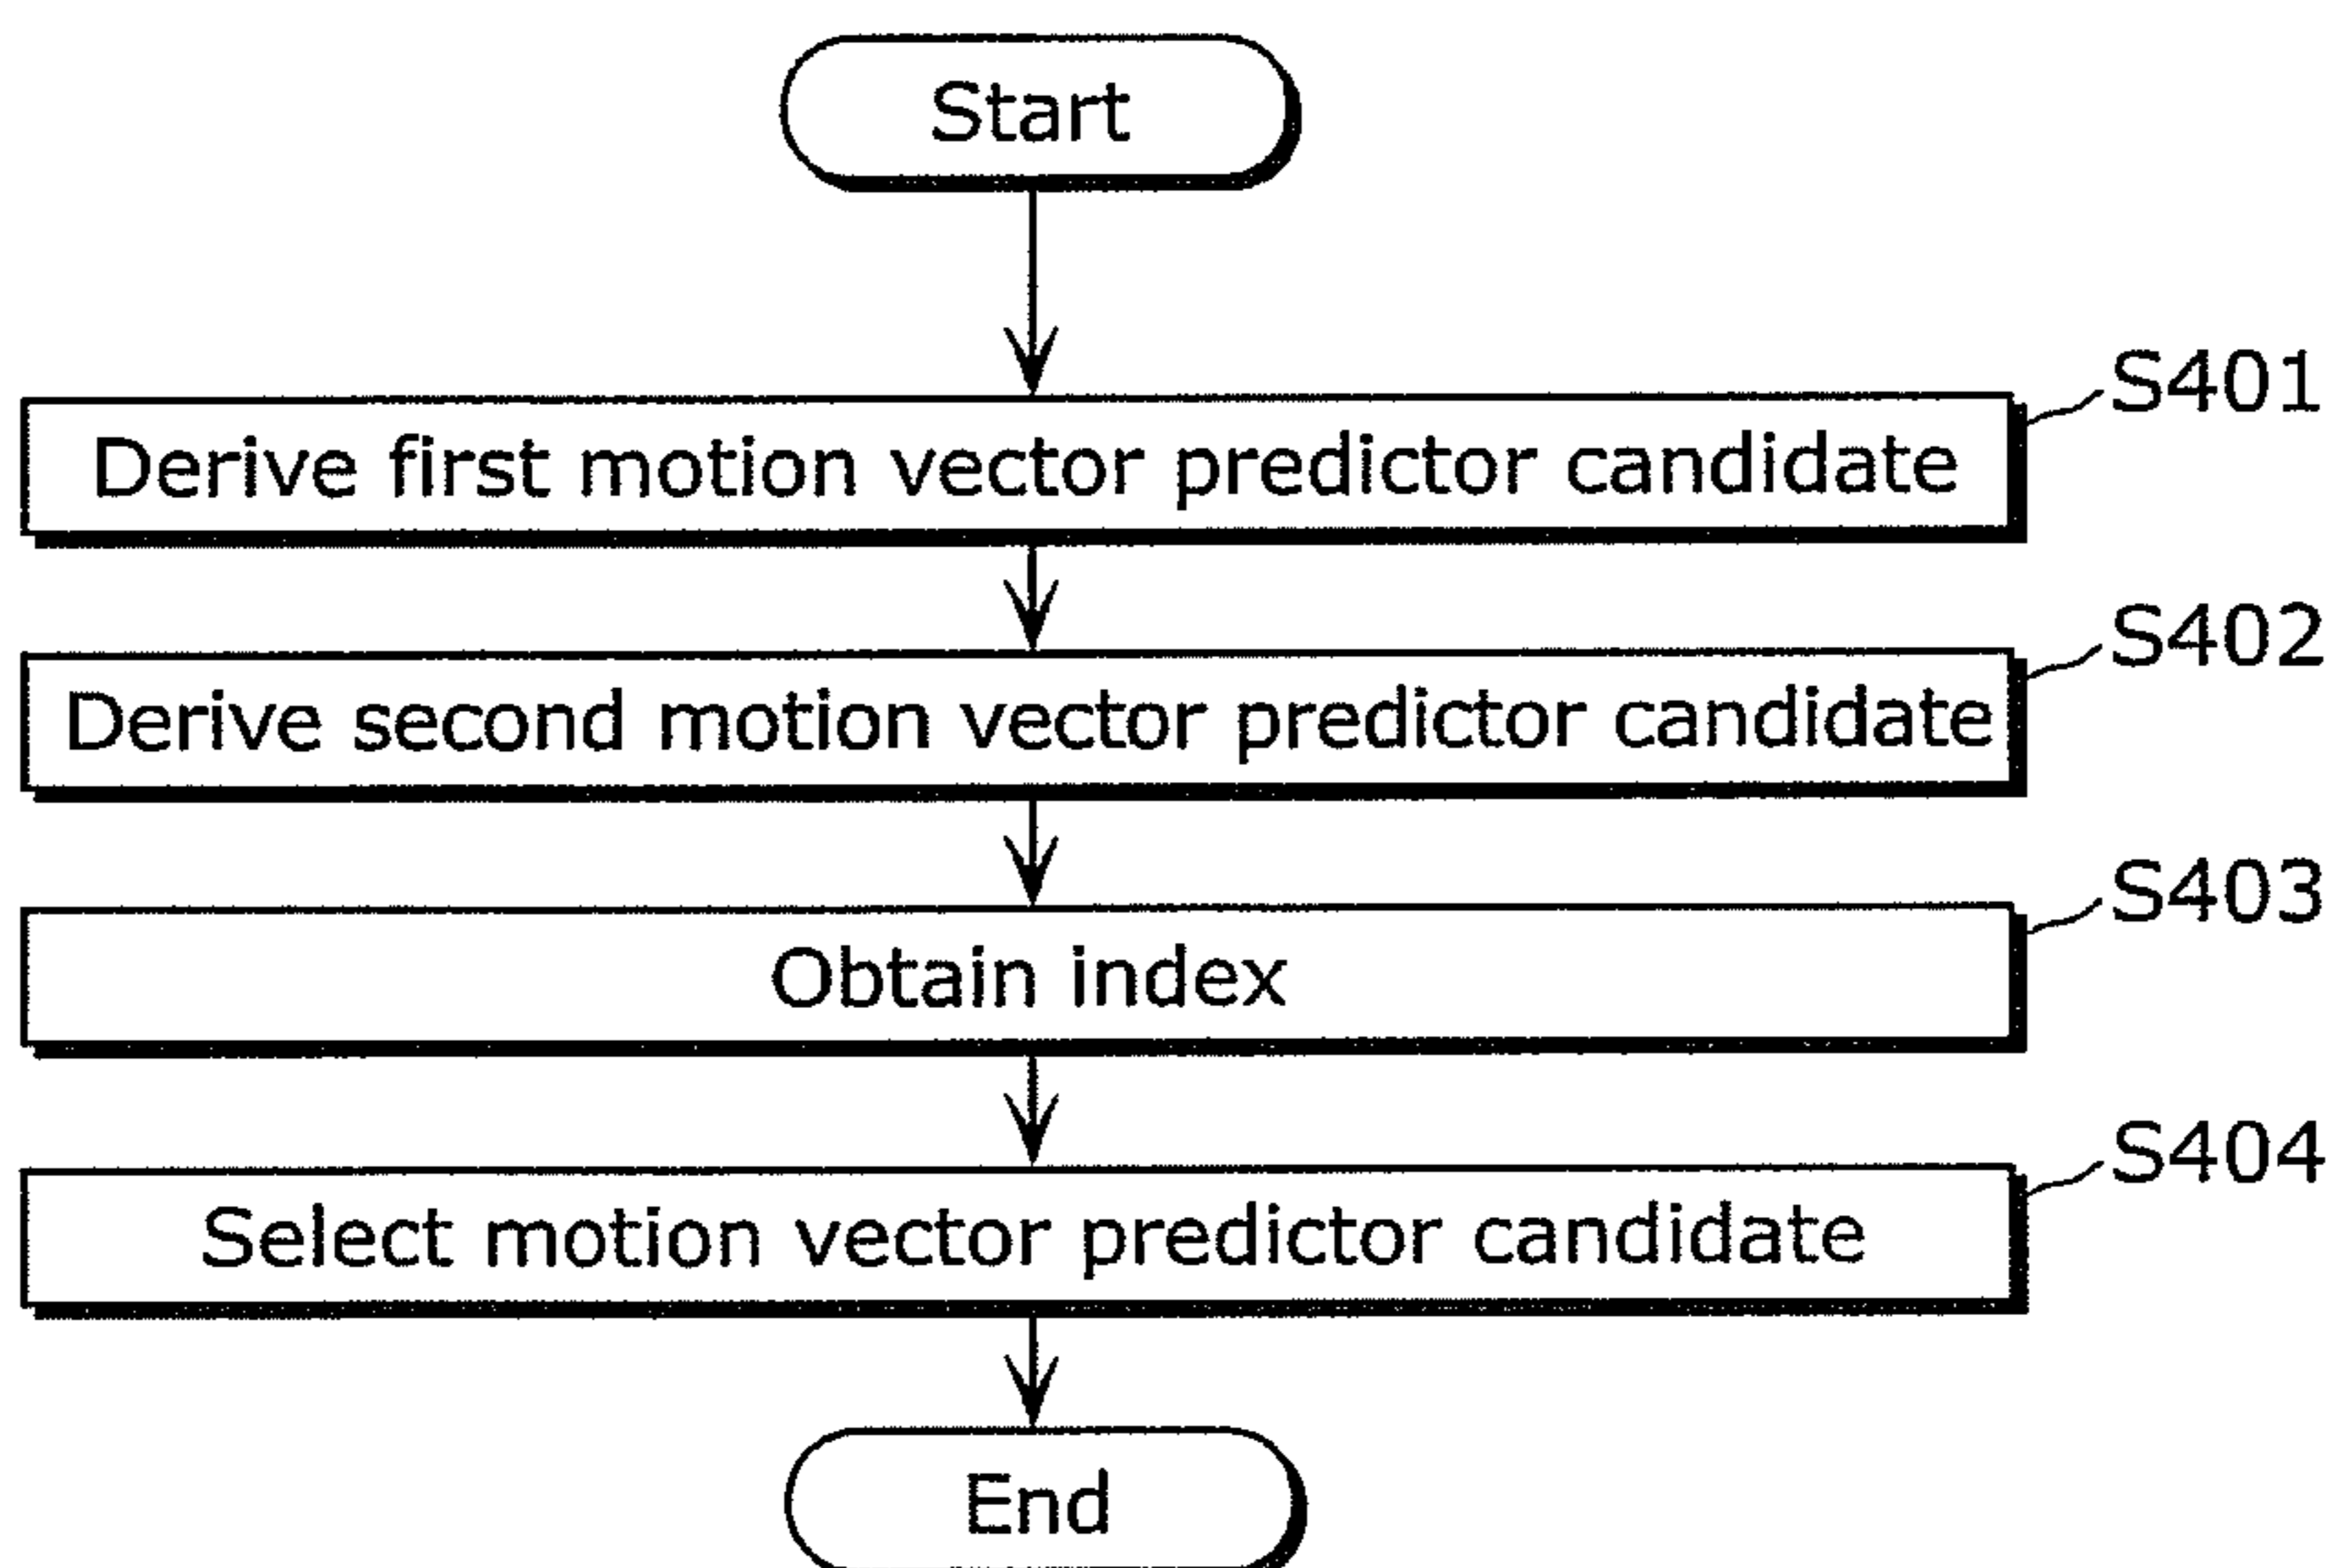 Start
S401
Derive first motion vector predictor candidate
S402
Derive second motion vector predictor candidate
S403
Obtain index
S404
Select motion vector predictor candidate
End